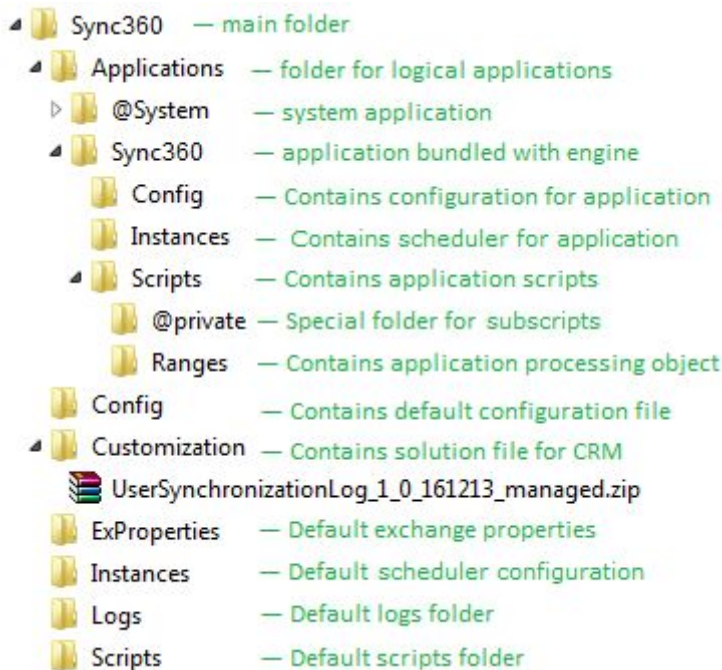 Sync360 — main folder
Applications — folder for logical applications
@System — system application
Sync360 — application bundled with engine
Config — Contains configuration for application
Instances — Contains scheduler for application
Scripts — Contains application scripts
@private — Special folder for subscripts
Ranges — Contains application processing object
Config — Contains default configuration file
Customization — Contains solution file for CRM
UserSynchronizationLog_1_0_161213_managed.zip
ExProperties — Default exchange properties
Instances — Default scheduler configuration
Logs — Default logs folder
Scripts — Default scripts folder